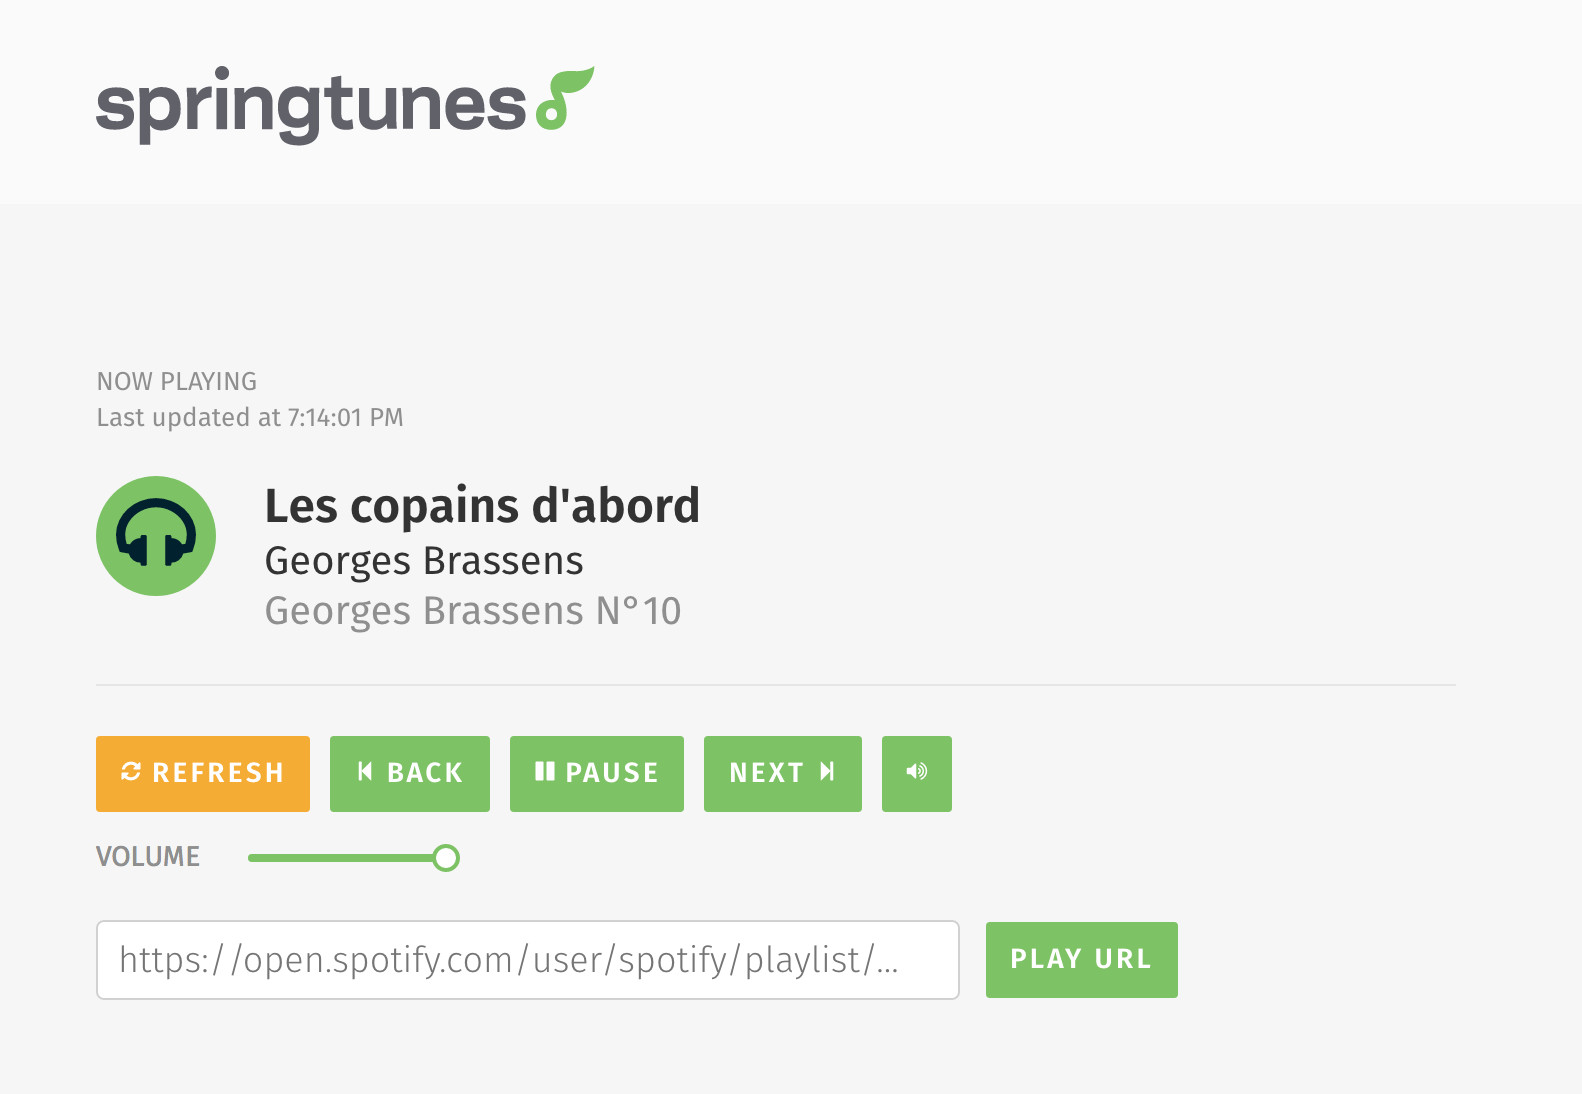 springtunes
NOW PLAYING
Last updated at 7:14:01 PM
Les copains d'abord
Georges Brassens
Georges Brassens N°10
REFRESH BACK PAUSE NEXT
VOLUME
https://open.spotify.com/user/spotify/playlist/... PLAY URL